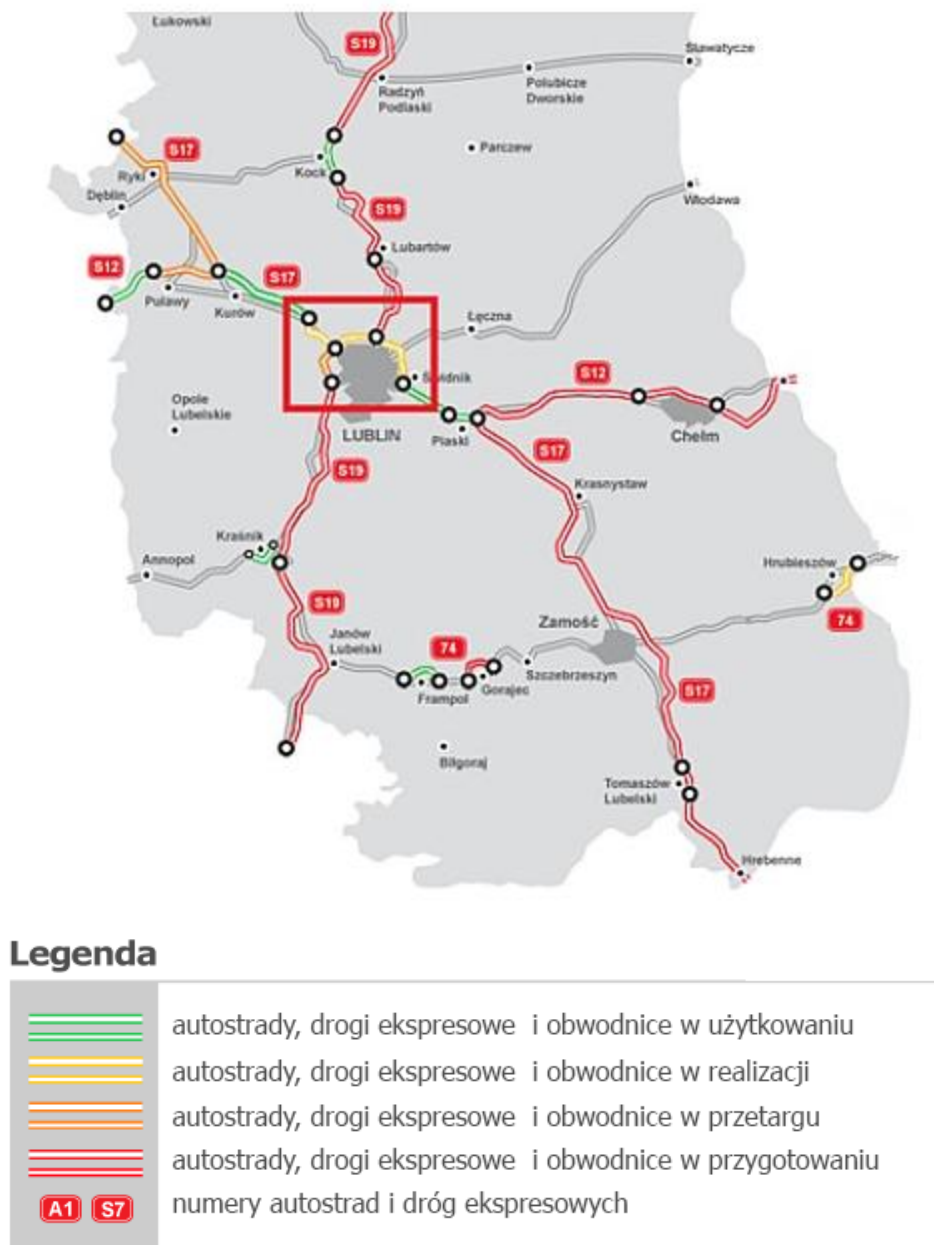 Łukowski
S19
Sławatycze
Radzyń
Podlaski
Polubicze
Dworskie
S17
Parczew
Ryki
Kock
Dęblin
S19
Włodawa
Lubartów
S12
S17
Puławy
Kurów
Łęczna
Świdnik
S12
Opole
Lubelskie
LUBLIN
Piaski
Chełm
S17
S19
Krasnystaw
Kraśnik
Annopol
Hrubieszów
S19
Zamość
74
Janów
Lubelski
74
Szczebrzeszyn
Gorajec
Frampol
S17
Biłgoraj
Tomaszów
Lubelski
Hrebenne
Legenda
autostrady, drogi ekspresowe i obwodnice w użytkowaniu
autostrady, drogi ekspresowe i obwodnice w realizacji
autostrady, drogi ekspresowe i obwodnice w przetargu
autostrady, drogi ekspresowe i obwodnice w przygotowaniu
A1 S7 numery autostrad i dróg ekspresowych